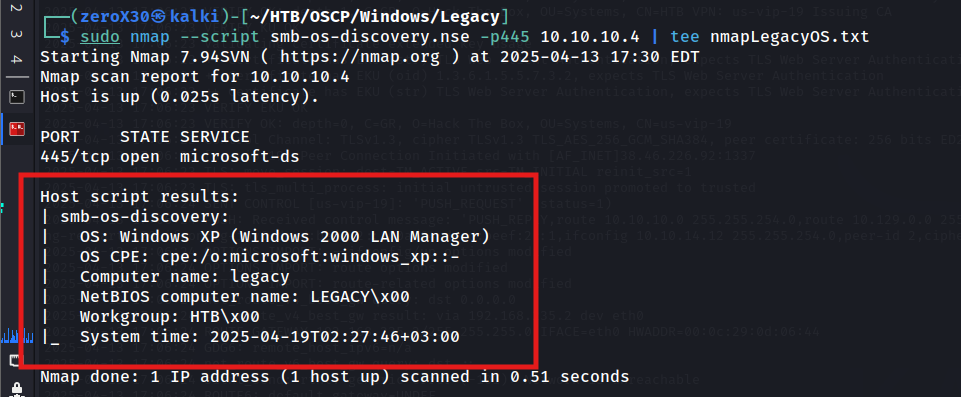 2
3
4
┌──(zeroX30㉿kalki)-[~/HTB/OSCP/Windows/Legacy]
└─$ sudo nmap --script smb-os-discovery.nse -p445 10.10.10.4 | tee nmapLegacyOS.txt
Starting Nmap 7.94SVN ( https://nmap.org ) at 2025-04-13 17:30 EDT
Nmap scan report for 10.10.10.4
Host is up (0.025s latency).
PORT    STATE SERVICE
445/tcp open  microsoft-ds
Host script results:
| smb-os-discovery:
|   OS: Windows XP (Windows 2000 LAN Manager)
|   OS CPE: cpe:/o:microsoft:windows_xp::-
|   Computer name: legacy
|   NetBIOS computer name: LEGACY\x00
|   Workgroup: HTB\x00
|_  System time: 2025-04-19T02:27:46+03:00
Nmap done: 1 IP address (1 host up) scanned in 0.51 seconds